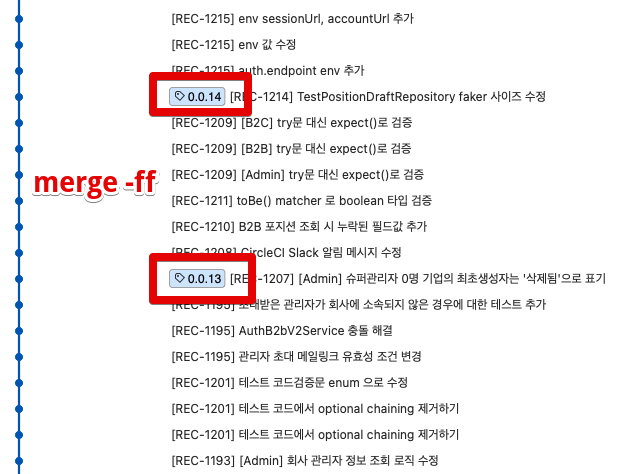 [REC-1215] env sessionUrl, accountUrl 추가
[REC-1215] env 값 수정
[REC-1215] auth.endpoint env 추가
0.0.14 [REC-1214] TestPositionDraftRepository faker 사이즈 수정
[REC-1209] [B2C] try문 대신 expect()로 검증
[REC-1209] [B2B] try문 대신 expect()로 검증
[REC-1209] [Admin] try문 대신 expect()로 검증
merge -ff
[REC-1211] toBe() matcher 로 boolean 타입 검증
[REC-1210] B2B 포지션 조회 시 누락된 필드값 추가
[REC-1208] CircleCI Slack 알림 메시지 수정
0.0.13 [REC-1207] [Admin] 슈퍼관리자 0명 기업의 최초생성자는 '삭제됨'으로 표기
[REC-1195] 초대받은 관리자가 회사에 소속되지 않은 경우에 대한 테스트 추가
[REC-1195] AuthB2bV2Service 충돌 해결
[REC-1195] 관리자 초대 메일링크 유효성 조건 변경
[REC-1201] 테스트 코드검증문 enum 으로 수정
[REC-1201] 테스트 코드에서 optional chaining 제거하기
[REC-1201] 테스트 코드에서 optional chaining 제거하기
[REC-1193] [Admin] 회사 관리자 정보 조회 로직 수정